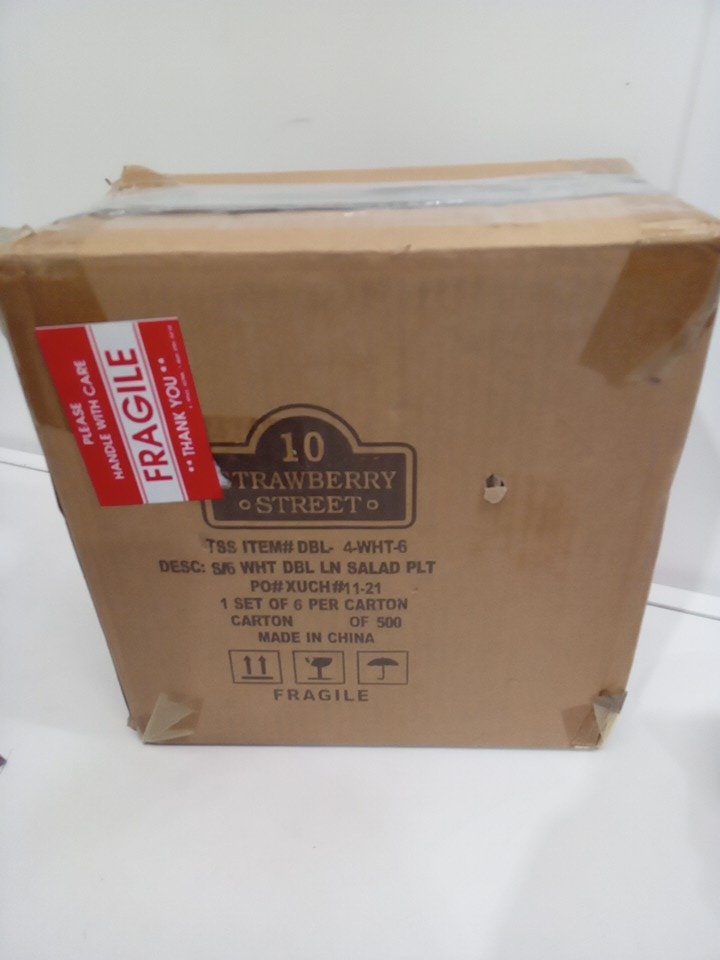 PLEASE
HANDLE WITH CARE
FRAGILE
•• THANK YOU ••
10
STRAWBERRY
STREET
TSS ITEM# DBL- 4-WHT-6
DESC: S/6 WHT DBL LN SALAD PLT
PO# XUCH#11-21
1 SET OF 6 PER CARTON
CARTON OF 500
MADE IN CHINA
FRAGILE